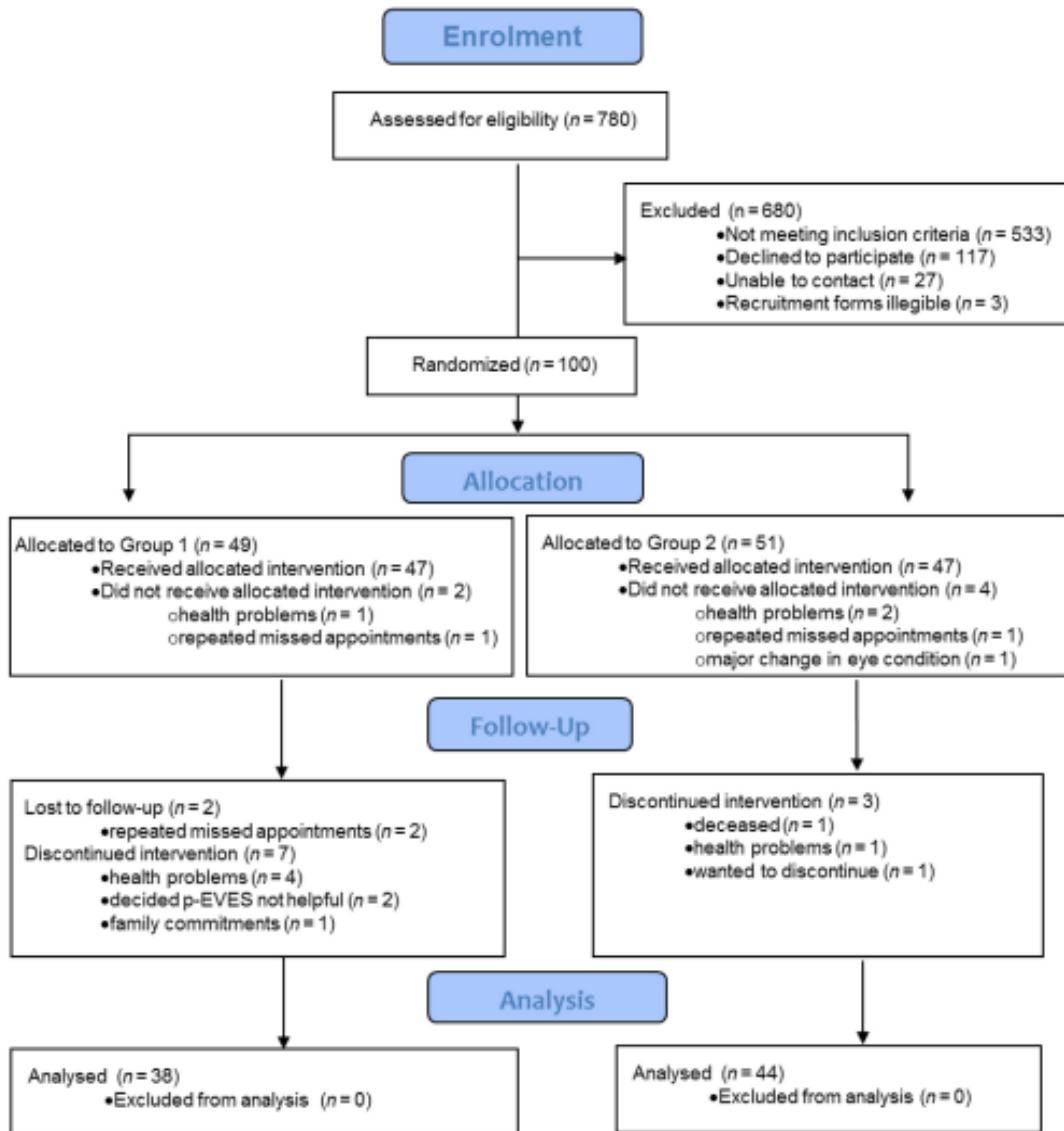 Enrolment
Assessed for eligibility (n = 780)
Excluded (n = 680)
•Not meeting inclusion criteria (n = 533)
•Declined to participate (n = 117)
•Unable to contact (n = 27)
•Recruitment forms illegible (n = 3)
Randomized (n = 100)
Allocation
Allocated to Group 1 (n = 49)
•Received allocated intervention (n = 47)
•Did not receive allocated intervention (n = 2)
○health problems (n = 1)
○repeated missed appointments (n = 1)
Allocated to Group 2 (n = 51)
•Received allocated intervention (n = 47)
•Did not receive allocated intervention (n = 4)
○health problems (n = 2)
○repeated missed appointments (n = 1)
○major change in eye condition (n = 1)
Follow-Up
Lost to follow-up (n = 2)
•repeated missed appointments (n = 2)
Discontinued intervention (n = 7)
•health problems (n = 4)
•decided p-EVES not helpful (n = 2)
•family commitments (n = 1)
Discontinued intervention (n = 3)
•deceased (n = 1)
•health problems (n = 1)
•wanted to discontinue (n = 1)
Analysis
Analysed (n = 38)
•Excluded from analysis (n = 0)
Analysed (n = 44)
•Excluded from analysis (n = 0)